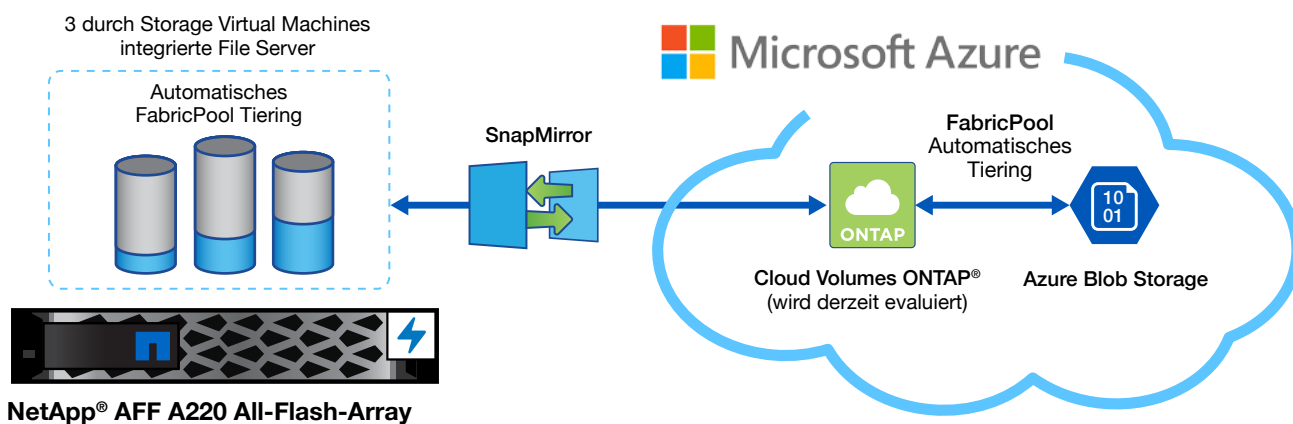 3 durch Storage Virtual Machines
integrierte File Server
Automatisches
FabricPool Tiering
NetApp® AFF A220 All-Flash-Array
SnapMirror
Microsoft Azure
FabricPool
Automatisches
Tiering
ONTAP
10
01
Cloud Volumes ONTAP®
(wird derzeit evaluiert)
Azure Blob Storage